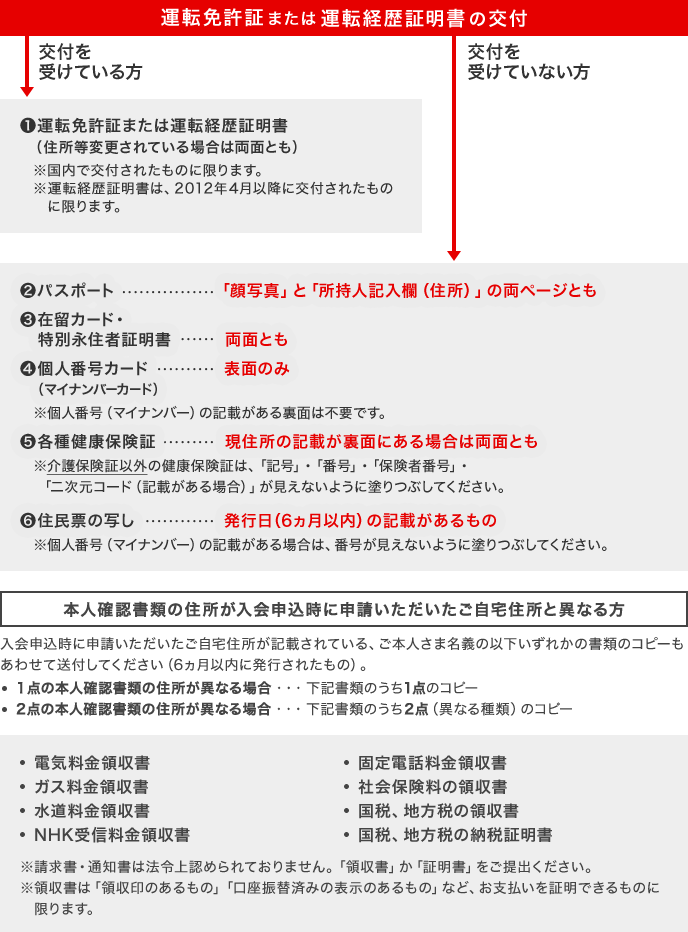 運転免許証または運転経歴証明書の交付
交付を
受けている方
交付を
受けていない方
❶運転免許証または運転経歴証明書
（住所等変更されている場合は両面とも）
※国内で交付されたものに限ります。
※運転経歴証明書は、2012年4月以降に交付されたもの
に限ります。
❷パスポート ················ 「顔写真」と「所持人記入欄（住所）」の両ページとも
❸在留カード・
特別永住者証明書 ······ 両面とも
❹個人番号カード ·········· 表面のみ
（マイナンバーカード）
※個人番号（マイナンバー）の記載がある裏面は不要です。
❺各種健康保険証 ········· 現住所の記載が裏面にある場合は両面とも
※介護保険証以外の健康保険証は、「記号」・「番号」・「保険者番号」・
「二次元コード（記載がある場合）」が見えないように塗りつぶしてください。
❻住民票の写し ············ 発行日（6ヵ月以内）の記載があるもの
※個人番号（マイナンバー）の記載がある場合は、番号が見えないように塗りつぶしてください。
本人確認書類の住所が入会申込時に申請いただいたご自宅住所と異なる方
入会申込時に申請いただいたご自宅住所が記載されている、ご本人さま名義の以下いずれかの書類のコピーも
あわせて送付してください（6ヵ月以内に発行されたもの）。
• 1点の本人確認書類の住所が異なる場合 ··· 下記書類のうち1点のコピー
• 2点の本人確認書類の住所が異なる場合 ··· 下記書類のうち2点（異なる種類）のコピー
• 電気料金領収書
• ガス料金領収書
• 水道料金領収書
• NHK受信料金領収書
• 固定電話料金領収書
• 社会保険料の領収書
• 国税、地方税の領収書
• 国税、地方税の納税証明書
※請求書・通知書は法令上認められておりません。「領収書」か「証明書」をご提出ください。
※領収書は「領収印のあるもの」「口座振替済みの表示のあるもの」など、お支払いを証明できるものに
限ります。